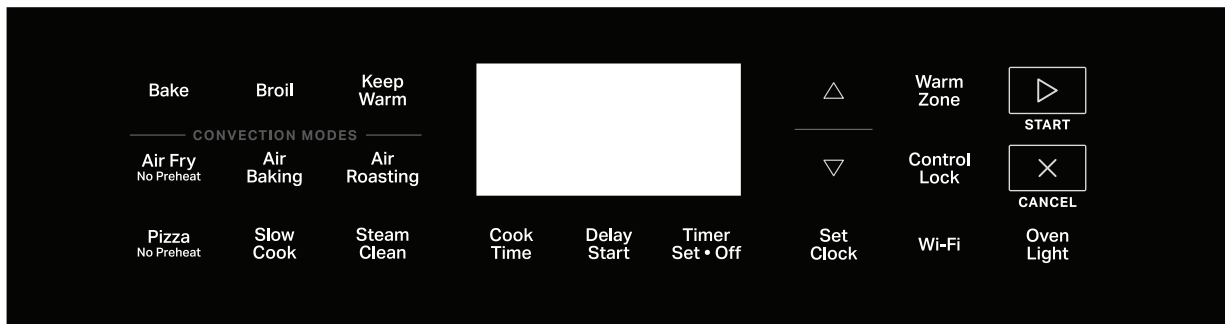 Bake
Broil
Keep
Warm
CONVECTION MODES
Air Fry
No Preheat
Air
Baking
Air
Roasting
Pizza
No Preheat
Slow
Cook
Steam
Clean
Cook
Time
Delay
Start
Timer
Set • Off
Warm
Zone
START
Control
Lock
CANCEL
Set
Clock
Wi-Fi
Oven
Light